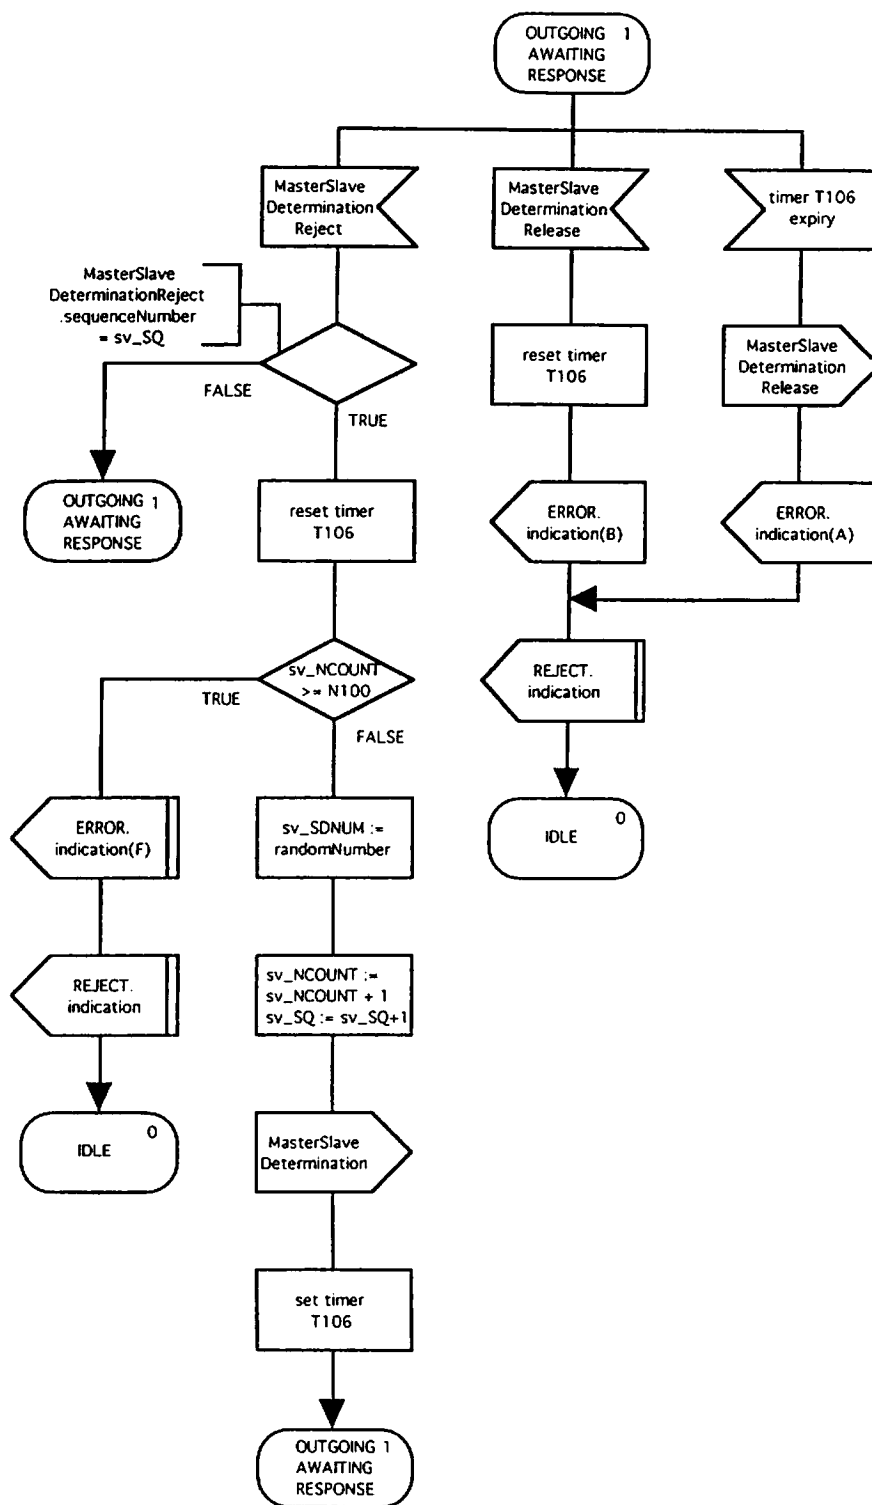 OUTGOING 1
AWAITING
RESPONSE
MasterSlave
Determination
Reject
MasterSlave
Determination
Release
timer T106
expiry
MasterSlave
DeterminationReject
.sequenceNumber
= sv_SQ
FALSE
TRUE
reset timer
T106
MasterSlave
Determination
Release
OUTGOING 1
AWAITING
RESPONSE
reset timer
T106
ERROR.
indication(B)
ERROR.
indication(A)
sv_NCOUNT
>= N100
TRUE
FALSE
REJECT.
indication
ERROR.
indication(F)
sv_SDNUM :=
randomNumber
IDLE 0
REJECT.
indication
sv_NCOUNT :=
sv_NCOUNT + 1
sv_SQ := sv_SQ+1
IDLE 0
MasterSlave
Determination
set timer
T106
OUTGOING 1
AWAITING
RESPONSE